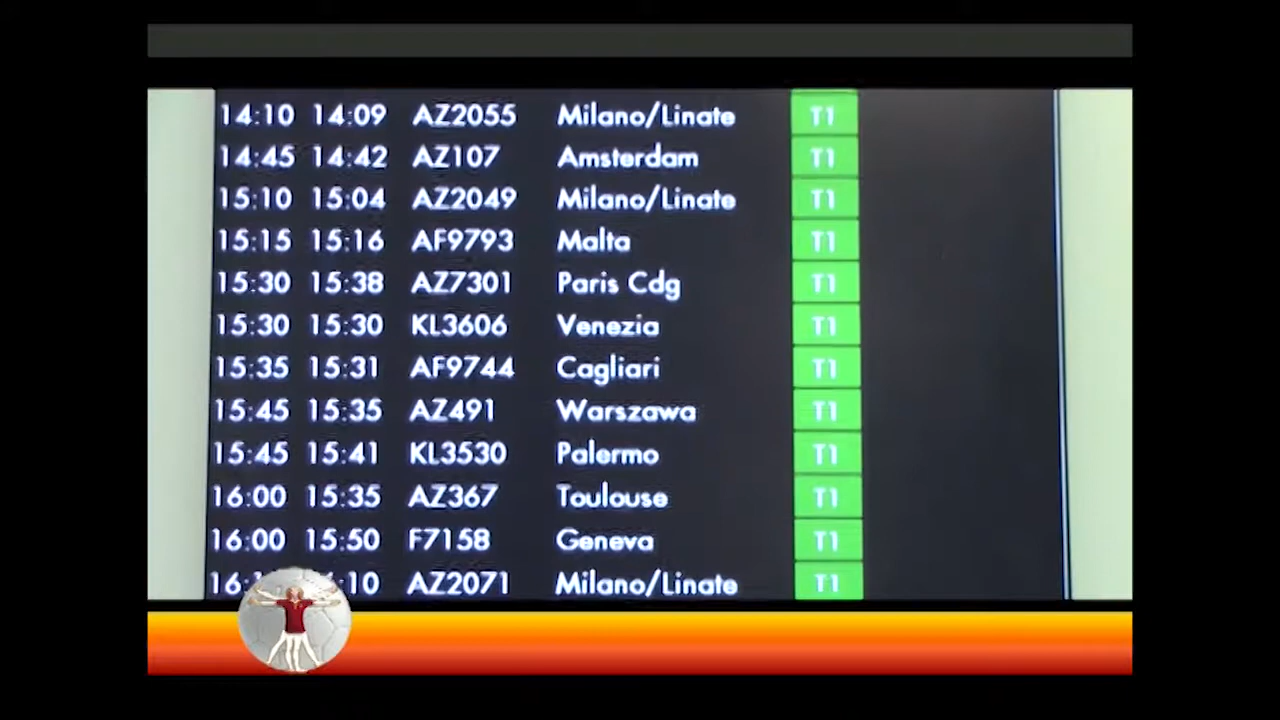 14:10 14:09 AZ2055 Milano/Linate T1
14:45 14:42 AZ107 Amsterdam T1
15:10 15:04 AZ2049 Milano/Linate T1
15:15 15:16 AF9793 Malta T1
15:30 15:38 AZ7301 Paris Cdg T1
15:30 15:30 KL3606 Venezia T1
15:35 15:31 AF9744 Cagliari T1
15:45 15:35 AZ491 Warszawa T1
15:45 15:41 KL3530 Palermo T1
16:00 15:35 AZ367 Toulouse T1
16:00 15:50 F7158 Geneva T1
AZ2071 Milano/Linate T1